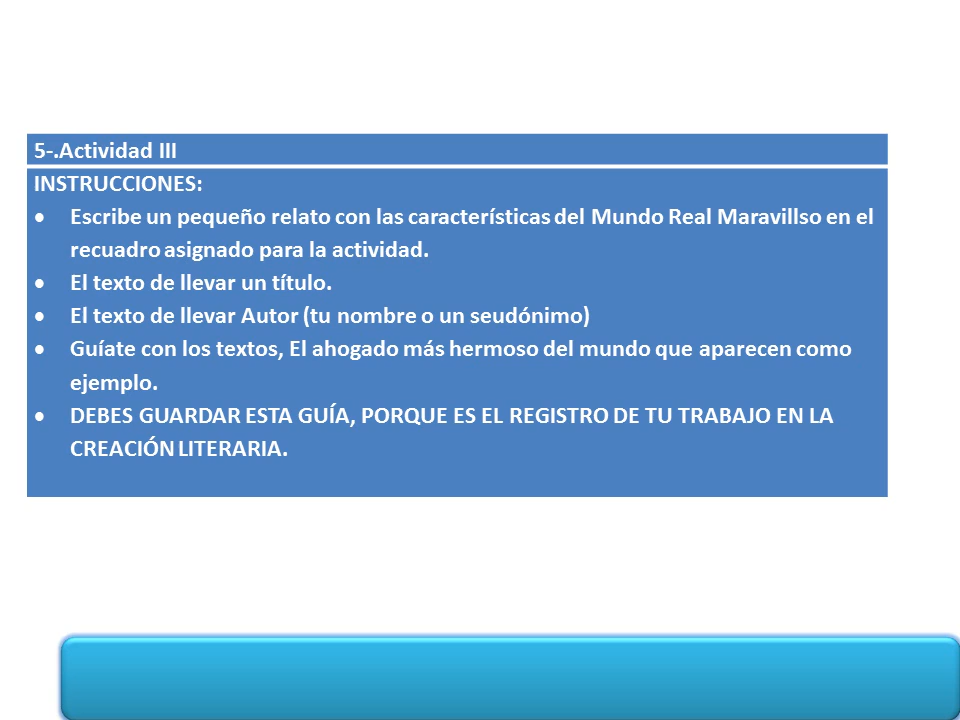 5-.Actividad III
INSTRUCCIONES:
• Escribe un pequeño relato con las características del Mundo Real Maravillso en el
recuadro asignado para la actividad.
• El texto de llevar un título.
• El texto de llevar Autor (tu nombre o un seudónimo)
• Guíate con los textos, El ahogado más hermoso del mundo que aparecen como
ejemplo.
• DEBES GUARDAR ESTA GUÍA, PORQUE ES EL REGISTRO DE TU TRABAJO EN LA
CREACIÓN LITERARIA.